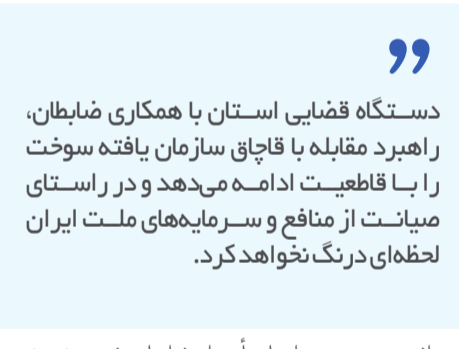 دستگاه قضایی استان با همکاری ضابطان،
راهبرد مقابله با قاچاق سازمان یافته سوخت
را با قاطعیت ادامه می‌دهد و در راستای
صیانت از منافع و سرمایه‌های ملت ایران
لحظه‌ای درنگ نخواهد کرد.